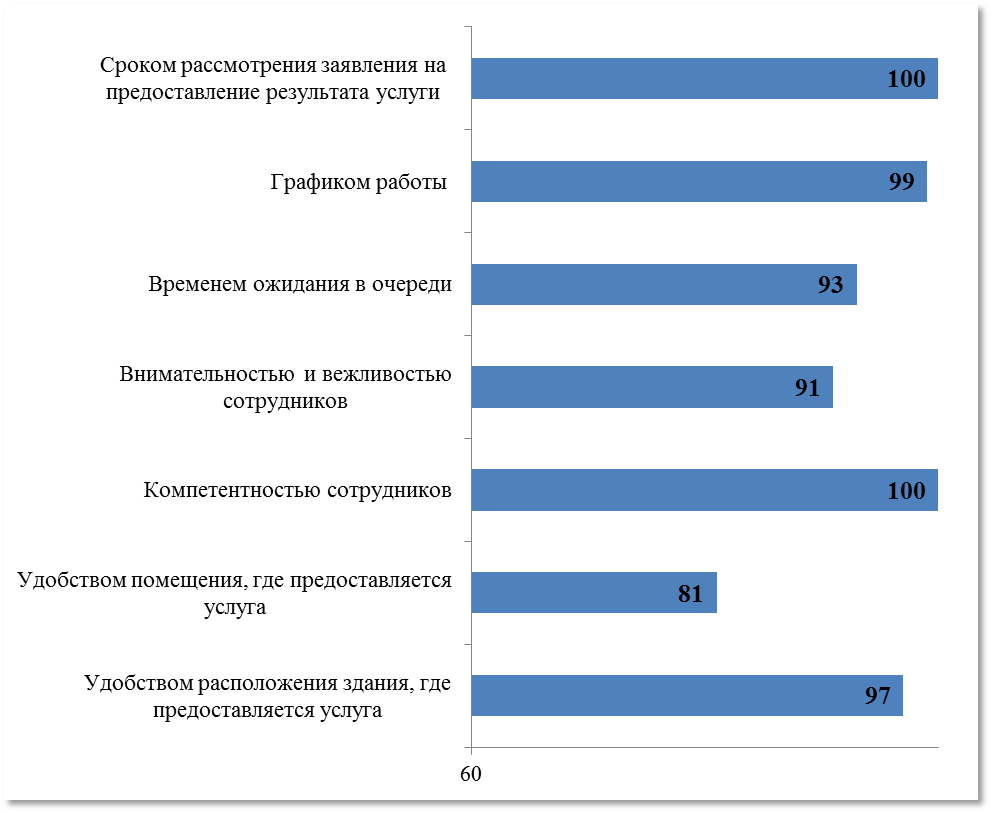 Сроком рассмотрения заявления на
предоставление результата услуги
100
Графиком работы
99
Временем ожидания в очереди
93
Внимательностью и вежливостью
сотрудников
91
Компетентностью сотрудников
100
Удобством помещения, где предоставляется
услуга
81
Удобством расположения здания, где
предоставляется услуга
97
60